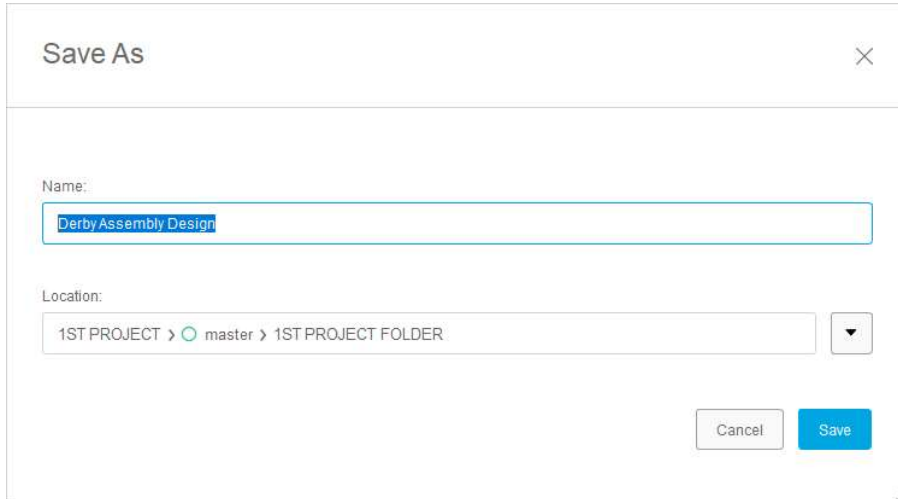 Save As
Name:
Derby Assembly Design
Location:
1ST PROJECT > master > 1ST PROJECT FOLDER
Cancel Save